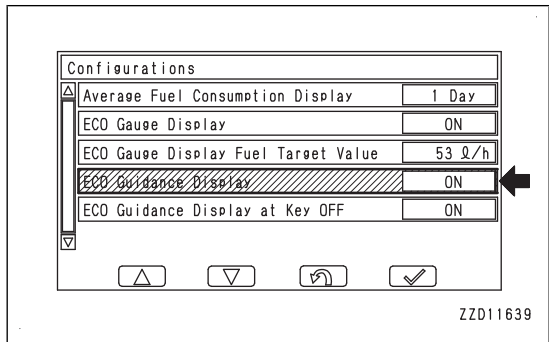 Configurations
Average Fuel Consumption Display 1 Day
ECO Gauge Display ON
ECO Gauge Display Fuel Target Value 53 ℓ/h
ECO Guidance Display ON
ECO Guidance Display at Key OFF ON
ZZD11639